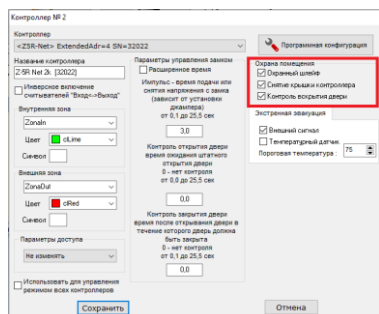 Контроллер № 2
Контроллер
<Z5R-Net> ExtendedAdr=4 SN=32022
Программная конфигурация
Название контроллера
Z-5R Net 2k. [32022]
Инверсное включение
считывателей "Вход<->Выход"
Внутренняя зона
ZonaIn
Цвет clLime
Символ
Внешняя зона
ZonaOut
Цвет clRed
Символ
Параметры доступа
Не изменять
Использовать для управления
режимом всех контроллеров
Параметры управления замком
Расширенное время
Импульс - время подачи или
снятия напряжения с замка
(зависит от установки
джампера)
от 0,1 до 25,5 сек
3,0
Контроль открытия двери
время ожидания штатного
открытия двери
0 - нет контроля
от 0,0 до 25,5 сек
0,0
Контроль закрытия двери
время после открывания двери в
течение которого дверь должна
быть закрыта
0 - нет контроля
от 0,1 до 25,5 сек
0,0
Охрана помещения
Охранный шлейф
Снятие крышки контроллера
Контроль вскрытия двери
Экстренная эвакуация
Внешний сигнал
Температурный датчик
Пороговая температура : 75
Сохранить
Отмена